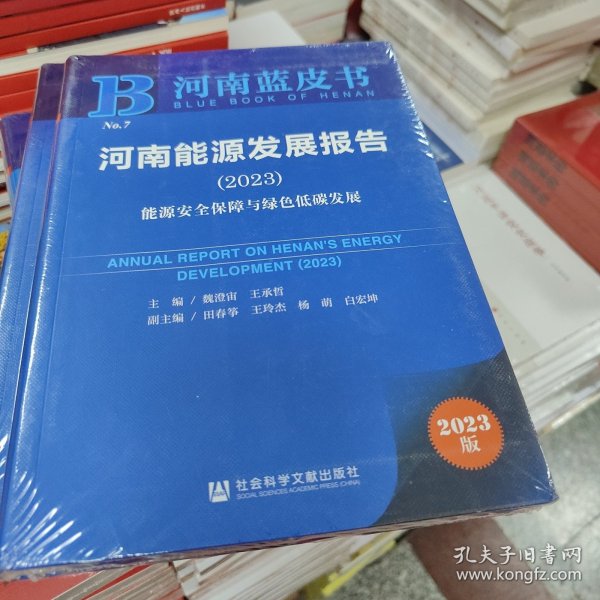 B
河南蓝皮书
BLUE BOOK OF HENAN
No.7
河南能源发展报告
(2023)
能源安全保障与绿色低碳发展
ANNUAL REPORT ON HENAN'S ENERGY
DEVELOPMENT (2023)
主 编 / 魏澄宙 王承哲
副主编 / 田春筝 王玲杰 杨 萌 白宏坤
2023
版
社会科学文献出版社
SOCIAL SCIENCES ACADEMIC PRESS (CHINA)
孔夫子旧书网
www.kongfz.com